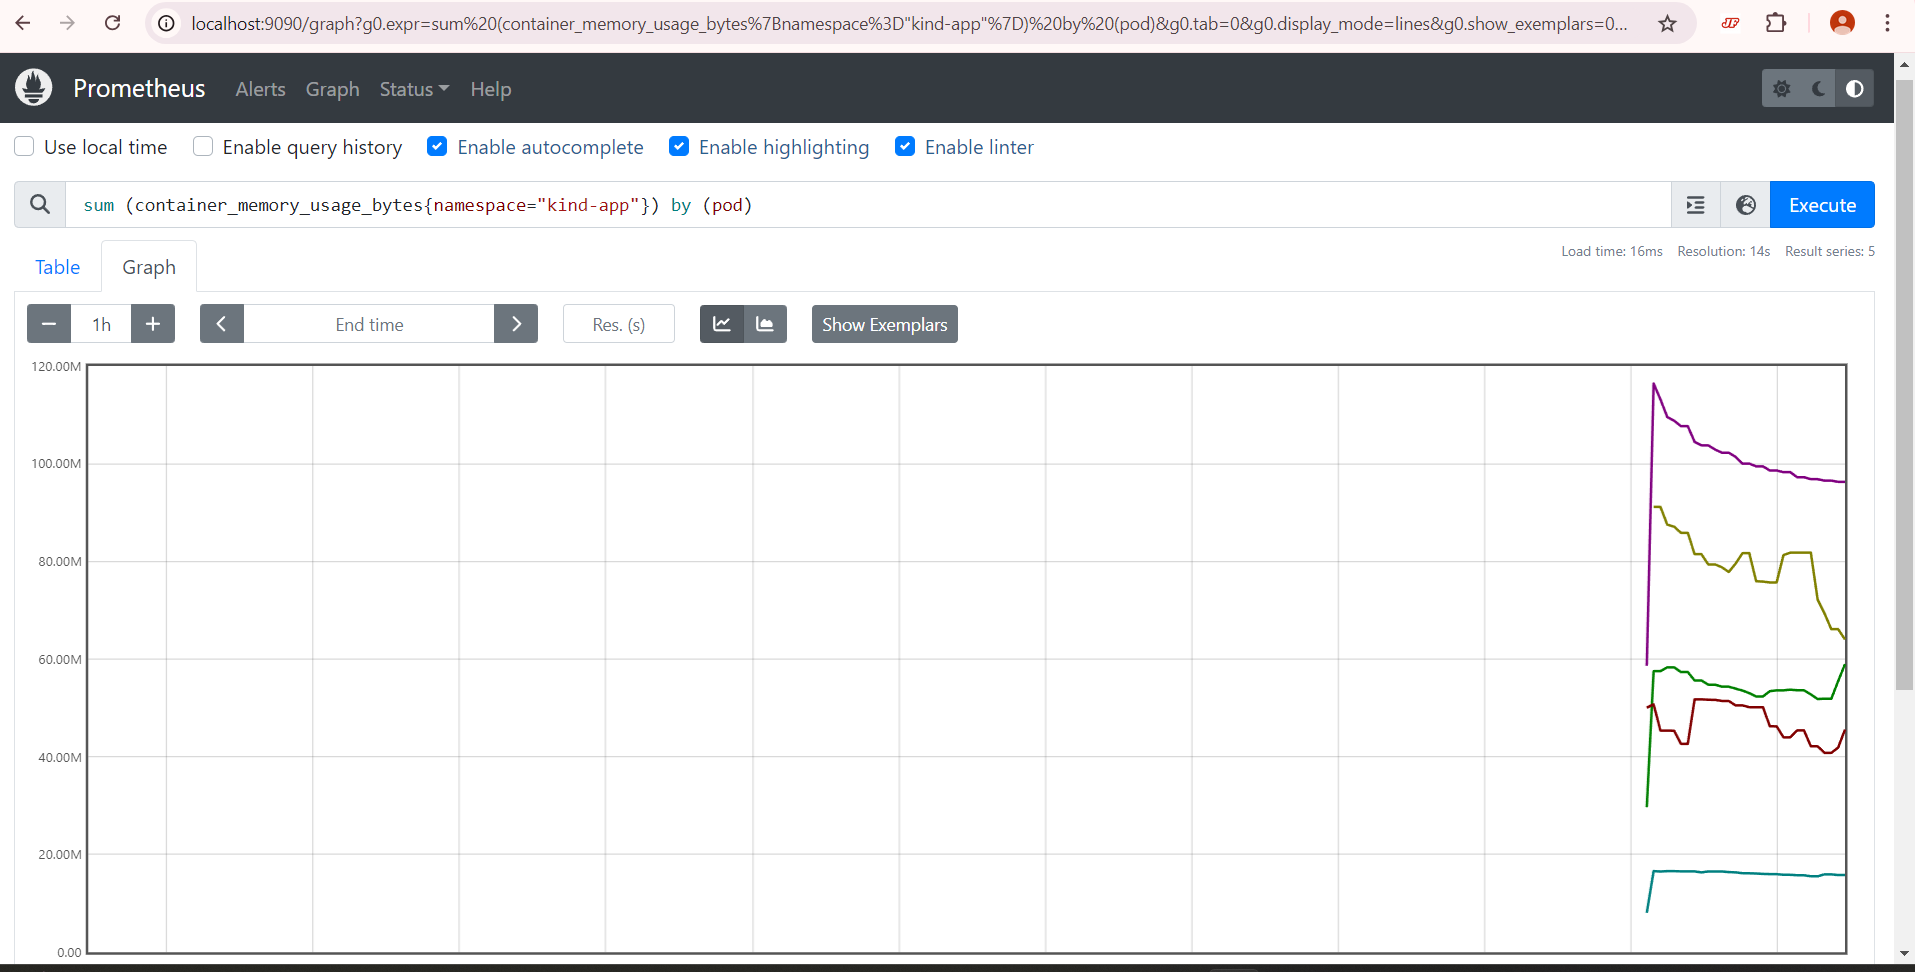 localhost:9090/graph?g0.expr=sum%20(container_memory_usage_bytes%7Bnamespace%3D"kind-app"%7D)%20by%20(pod)&g0.tab=0&g0.display_mode=lines&g0.show_exemplars=0...
Prometheus Alerts Graph Status Help
Use local time Enable query history Enable autocomplete Enable highlighting Enable linter
sum (container_memory_usage_bytes{namespace="kind-app"}) by (pod) Execute
Table Graph Load time: 16ms Resolution: 14s Result series: 5
1h End time Res. (s) Show Exemplars
120.00M
100.00M
80.00M
60.00M
40.00M
20.00M
0.00